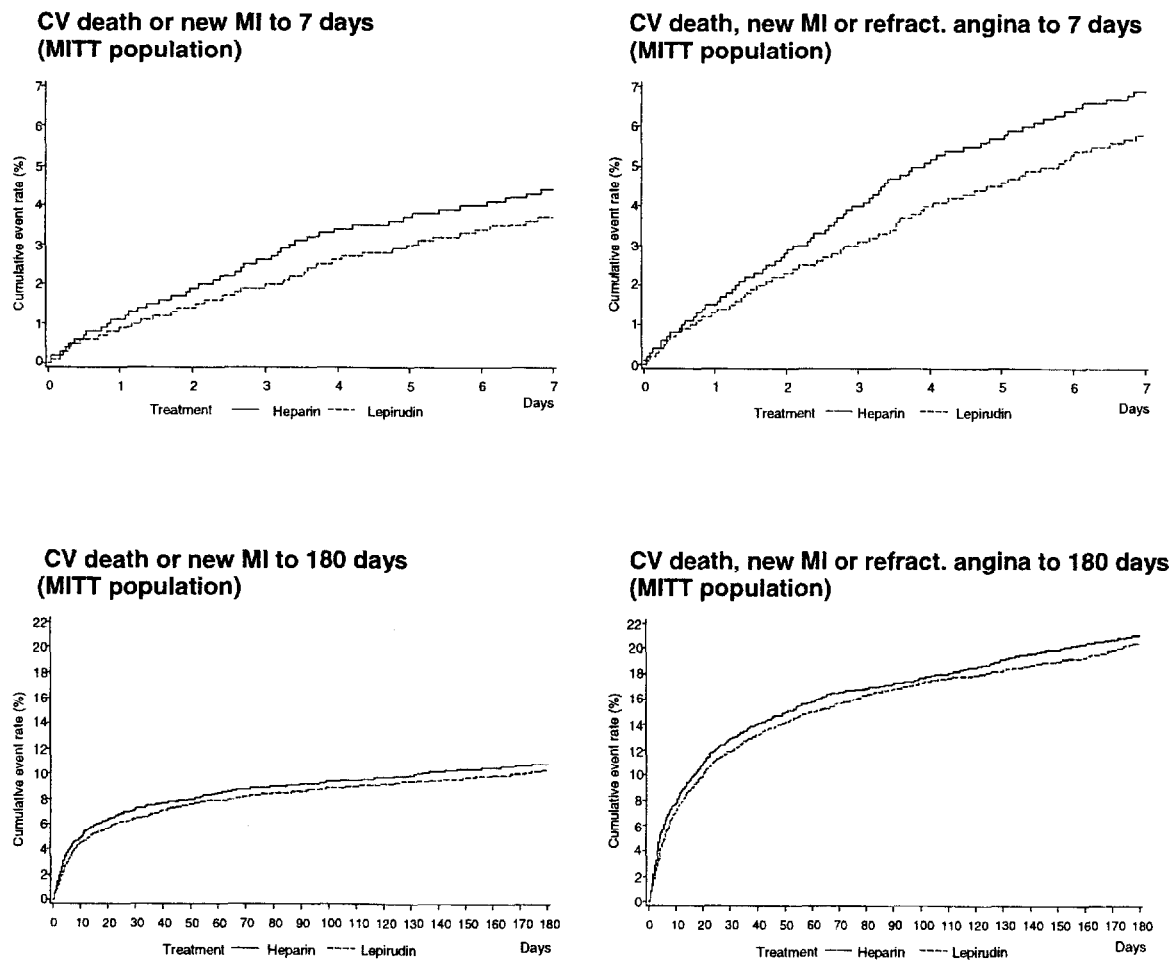 CV death or new MI to 7 days
(MITT population)
Cumulative event rate (%)
7
6
5
4
3
2
1
0
0 1 2 3 4 5 6 7
Days
Treatment Heparin Lepirudin
CV death, new MI or refract. angina to 7 days
(MITT population)
Cumulative event rate (%)
7
6
5
4
3
2
1
0
0 1 2 3 4 5 6 7
Days
Treatment Heparin Lepirudin
CV death or new MI to 180 days
(MITT population)
Cumulative event rate (%)
22
20
18
16
14
12
10
8
6
4
2
0
0 10 20 30 40 50 60 70 80 90 100 110 120 130 140 150 160 170 180
Treatment Heparin Lepirudin Days
CV death, new MI or refract. angina to 180 days
(MITT population)
Cumulative event rate (%)
22
20
18
16
14
12
10
8
6
4
2
0
0 10 20 30 40 50 60 70 80 90 100 110 120 130 140 150 160 170 180
Treatment Heparin Lepirudin Days